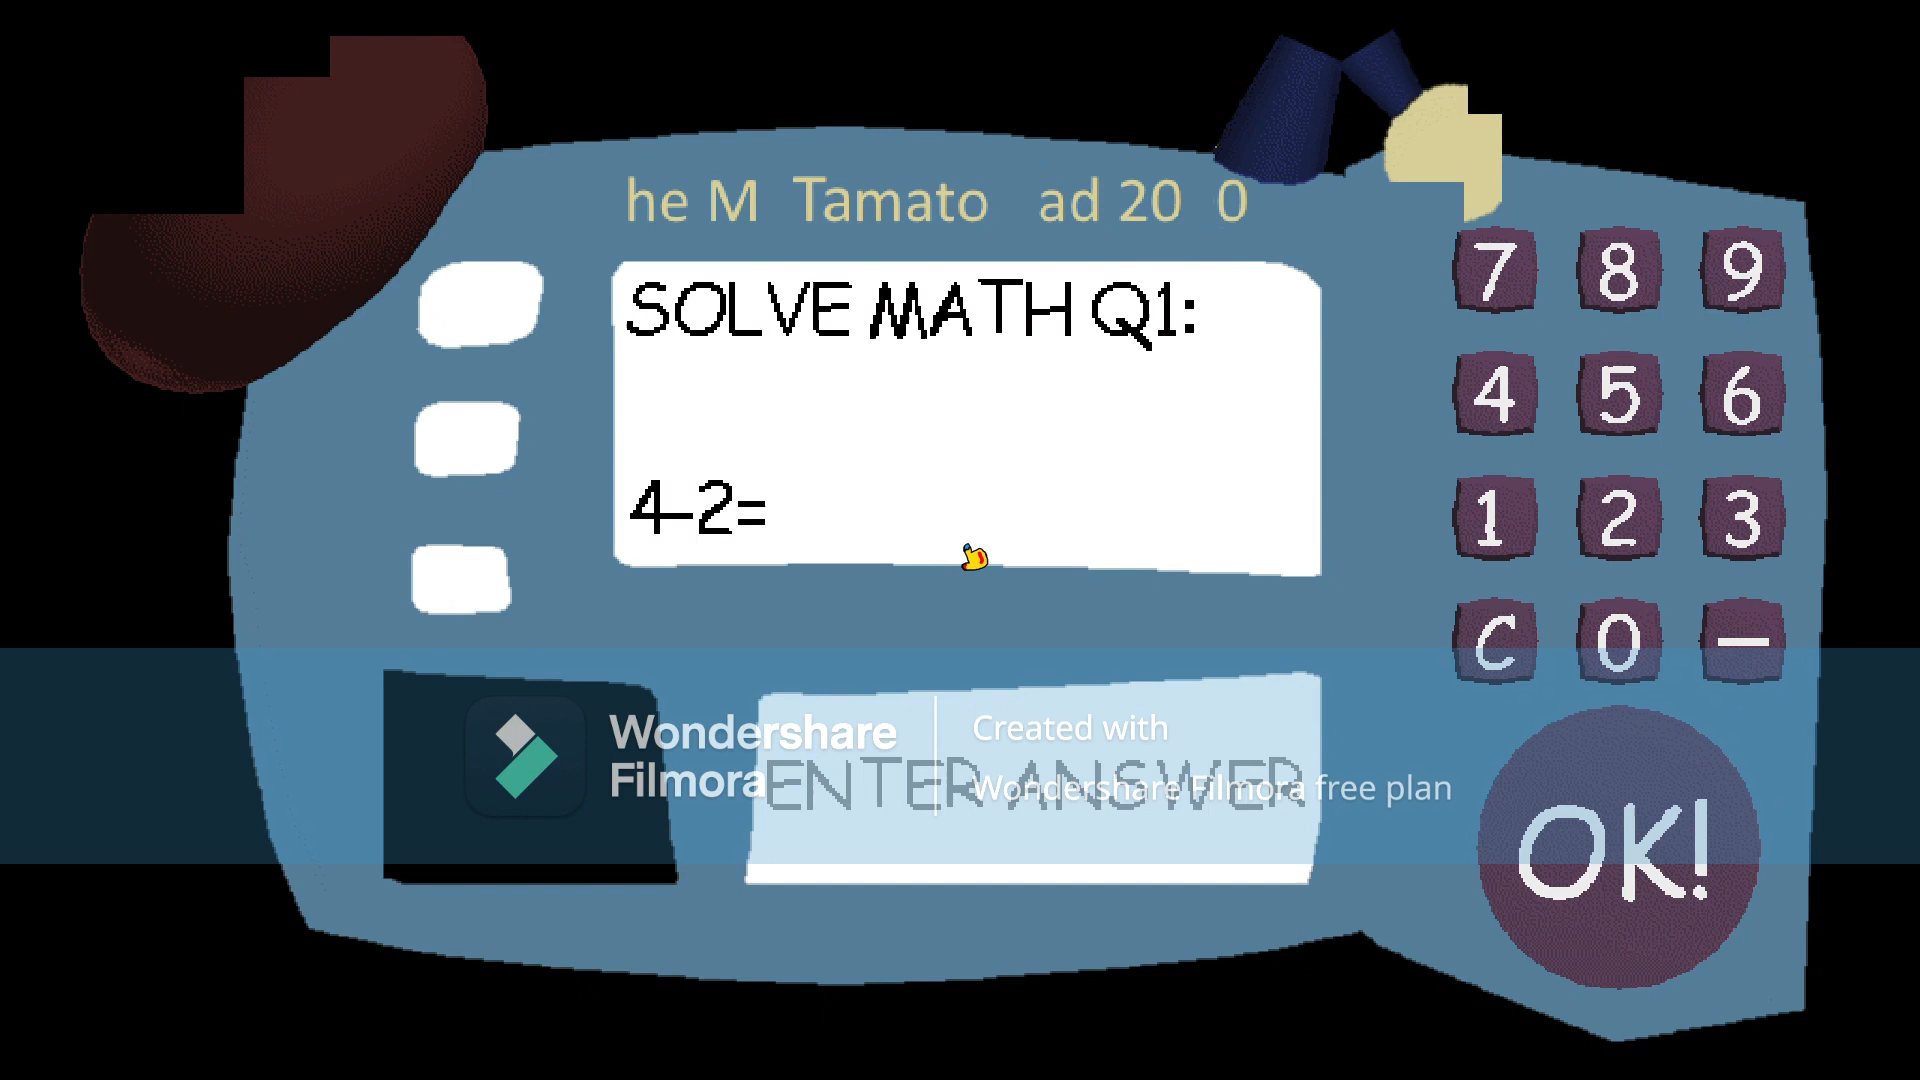 he M Tamato ad 20 0
SOLVE MATH Q1:
4-2=
7 8 9
4 5 6
1 2 3
C 0 —
Wondershare
Filmora
Created with
Wondershare Filmora free plan
ENTER ANSWER
OK!